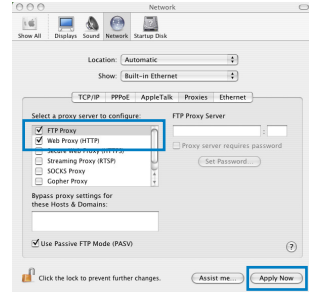 Network
Show All Displays Sound Network Startup Disk
Location: Automatic
Show: Built-in Ethernet
TCP/IP PPPoE AppleTalk Proxies Ethernet
Select a proxy server to configure: FTP Proxy Server
FTP Proxy :
Web Proxy (HTTP) Proxy server requires password
Secure Web Proxy (HTTPS)
Streaming Proxy (RTSP) Set Password...
SOCKS Proxy
Gopher Proxy
Bypass proxy settings for
these Hosts & Domains:
Use Passive FTP Mode (PASV) ?
Click the lock to prevent further changes. Assist me... Apply Now